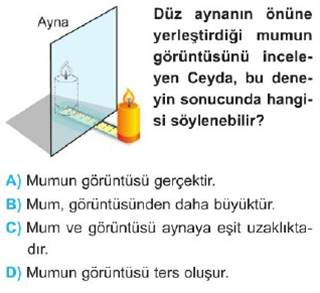 Ayna
Düz aynanın önüne
yerleştirdiği mumun
görüntüsünü incele-
yen Ceyda, bu dene-
yin sonucunda hangi-
si söylenebilir?
A) Mumun görüntüsü gerçektir.
B) Mum, görüntüsünden daha büyüktür.
C) Mum ve görüntüsü aynaya eşit uzaklıkta-
dır.
D) Mumun görüntüsü ters oluşur.